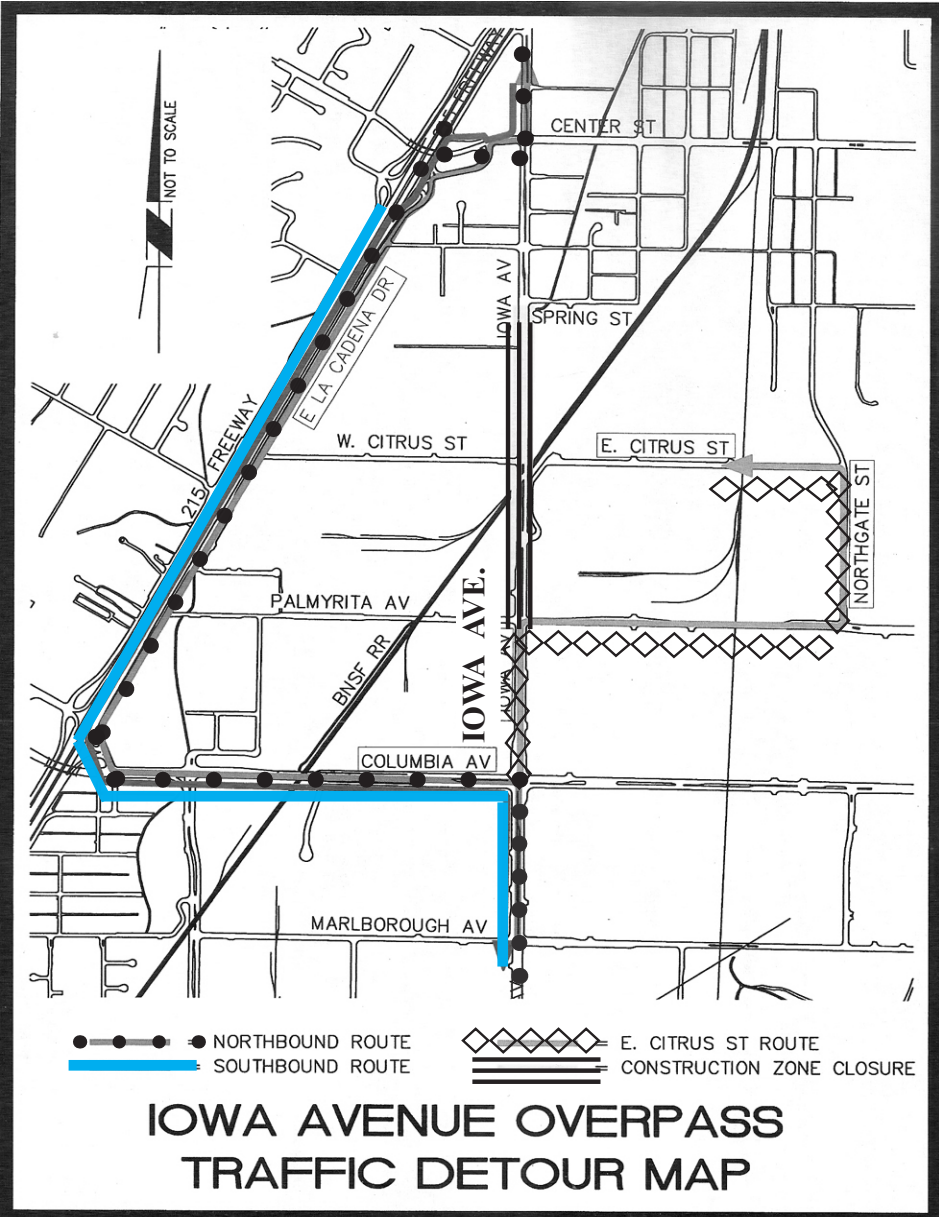 NOT TO SCALE
FREEWAY
CENTER ST
IOWA AV
SPRING ST
E LA CADENA DR
215 FREEWAY
W. CITRUS ST
E. CITRUS ST
NORTHGATE ST
PALMYRITA AV
BNSF RR
IOWA AVE.
IOWA AV
COLUMBIA AV
MARLBOROUGH AV
NORTHBOUND ROUTE
SOUTHBOUND ROUTE
E. CITRUS ST ROUTE
CONSTRUCTION ZONE CLOSURE
IOWA AVENUE OVERPASS
TRAFFIC DETOUR MAP